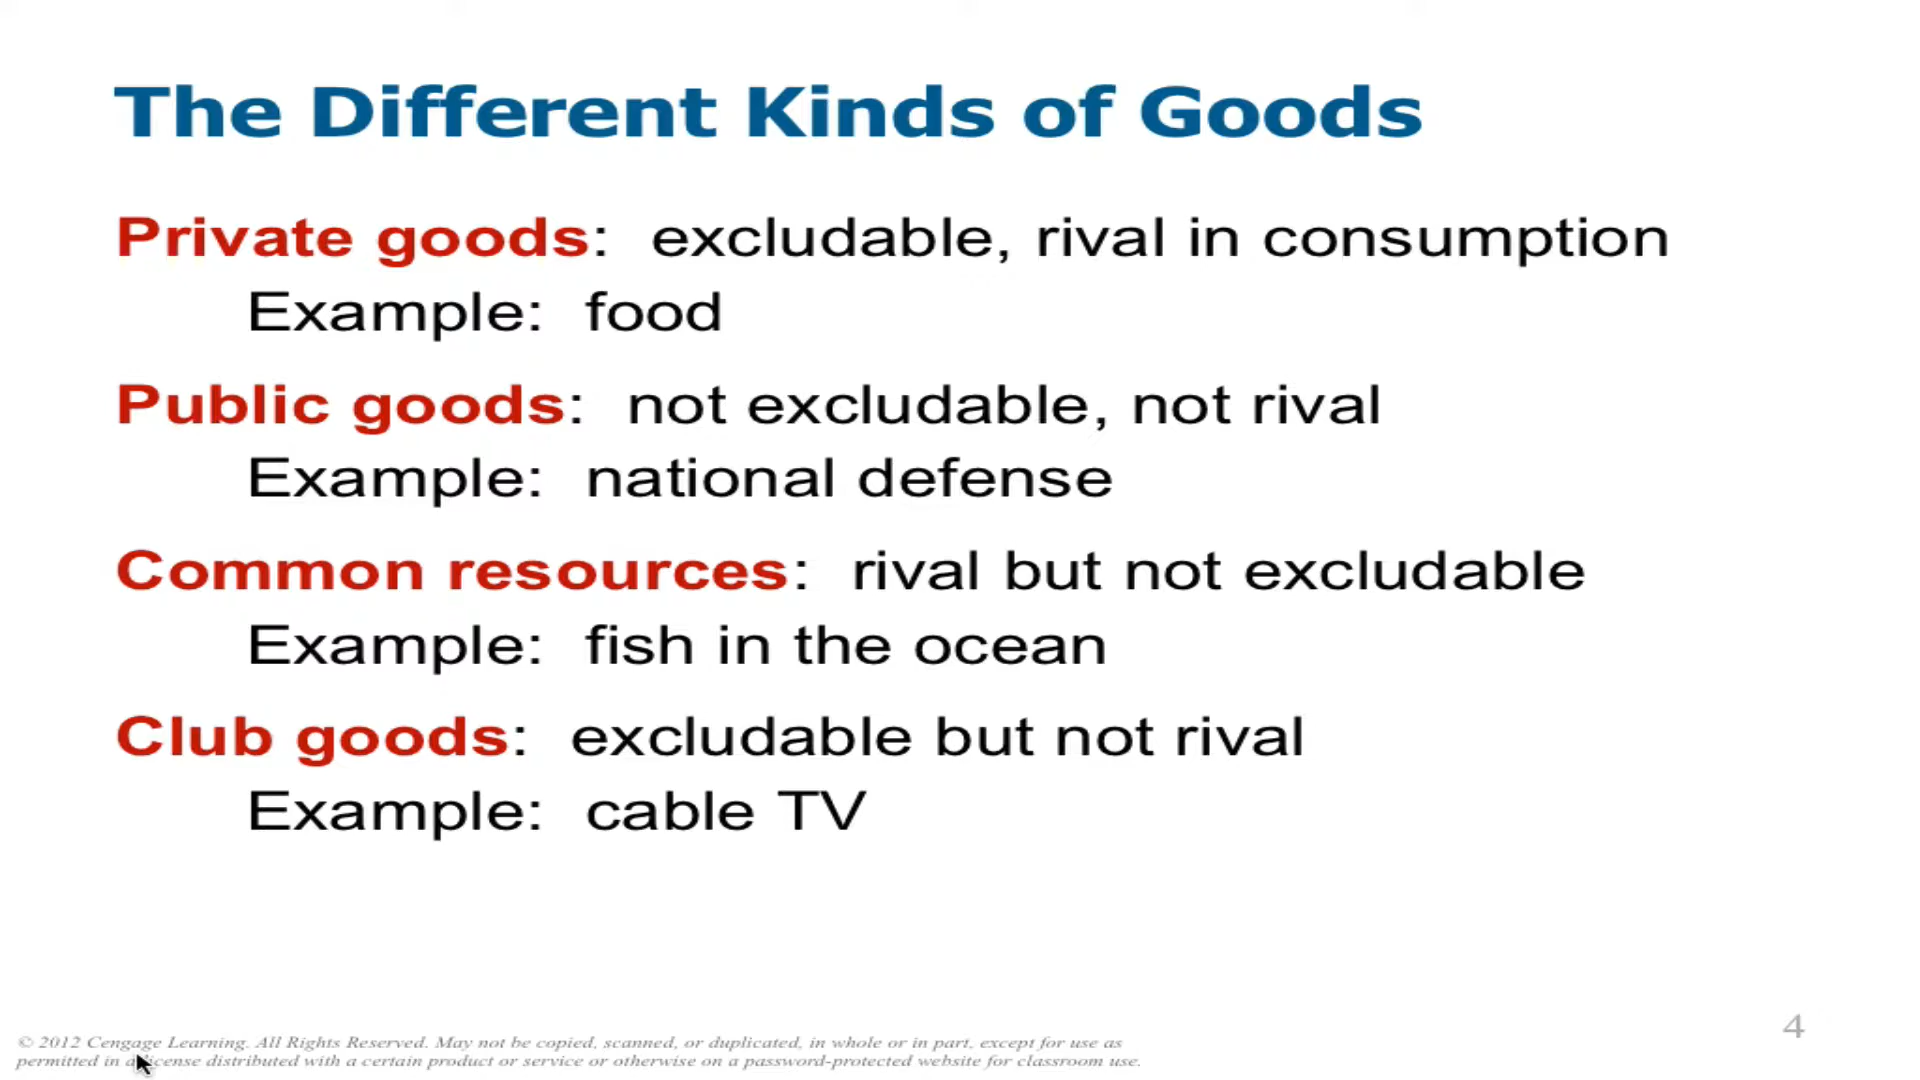 The Different Kinds of Goods
Private goods: excludable, rival in consumption
Example: food
Public goods: not excludable, not rival
Example: national defense
Common resources: rival but not excludable
Example: fish in the ocean
Club goods: excludable but not rival
Example: cable TV
4
© 2012 Cengage Learning. All Rights Reserved. May not be copied, scanned, or duplicated, in whole or in part, except for use as
permitted in a license distributed with a certain product or service or otherwise on a password-protected website for classroom use.